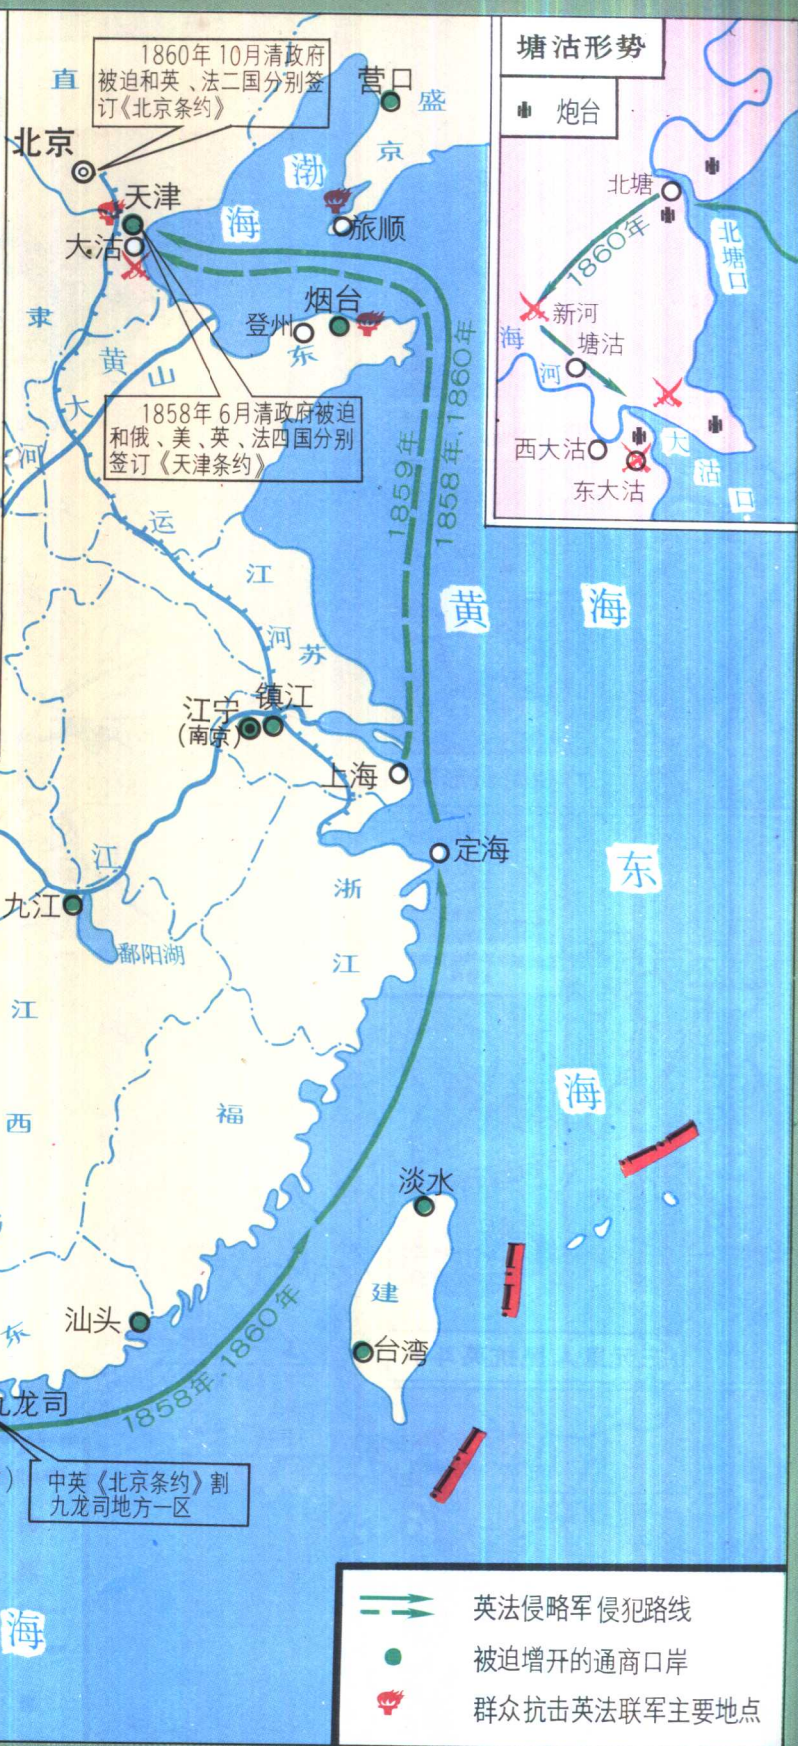 1860年10月清政府
被迫和英、法二国分别签
订《北京条约》
塘沽形势
炮台
直
营口
盛
京
北京
渤
海
天津
旅顺
大沽
北塘
北塘口
1860年
新河
塘沽
海
河
西大沽
东大沽
大沽口
隶
烟台
登州
东
黄
山
大
河
1858年6月清政府被迫
和俄、美、英、法四国分别
签订《天津条约》
1859年
1858年、1860年
运
江
河
苏
黄
海
江宁
(南京)
镇江
上海
定海
东
江
九江
浙
鄱阳湖
江
江
海
西
福
淡水
建
台湾
汕头
东
1858年、1860年
九龙司
中英《北京条约》割
九龙司地方一区
海
英法侵略军侵犯路线
被迫增开的通商口岸
群众抗击英法联军主要地点